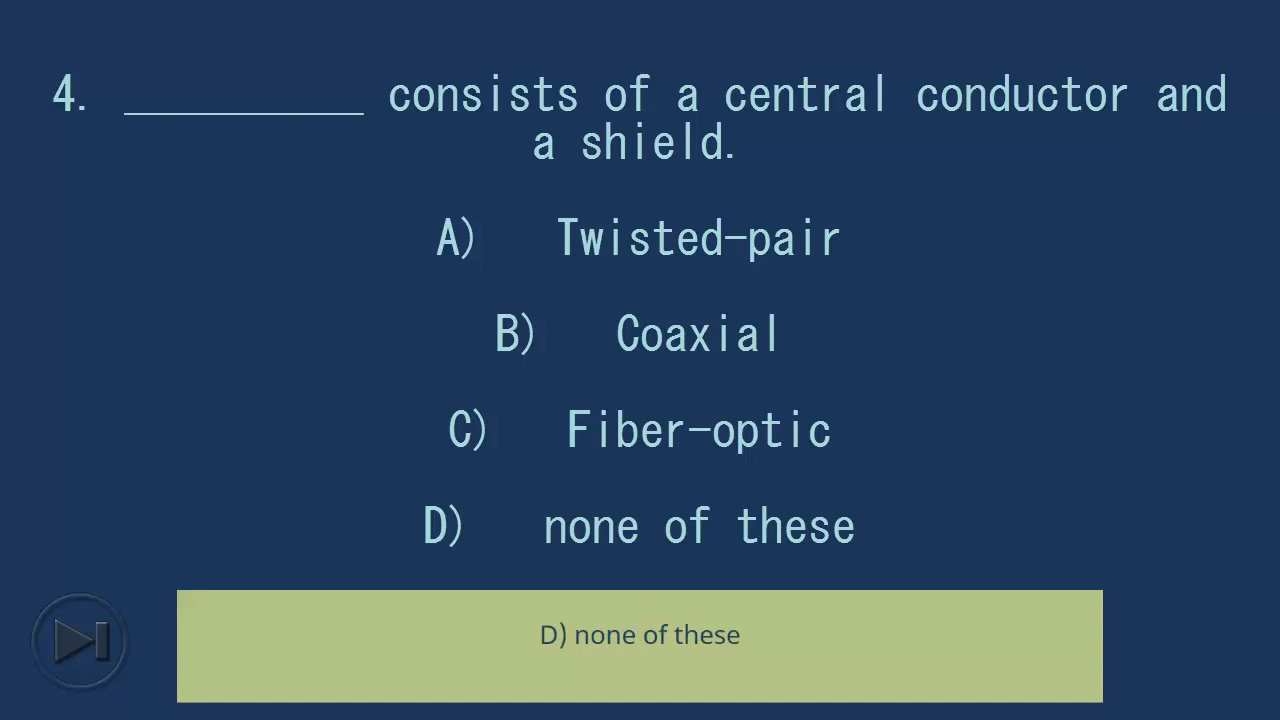 4. __________ consists of a central conductor and
a shield.
A) Twisted-pair
B) Coaxial
C) Fiber-optic
D) none of these
D) none of these